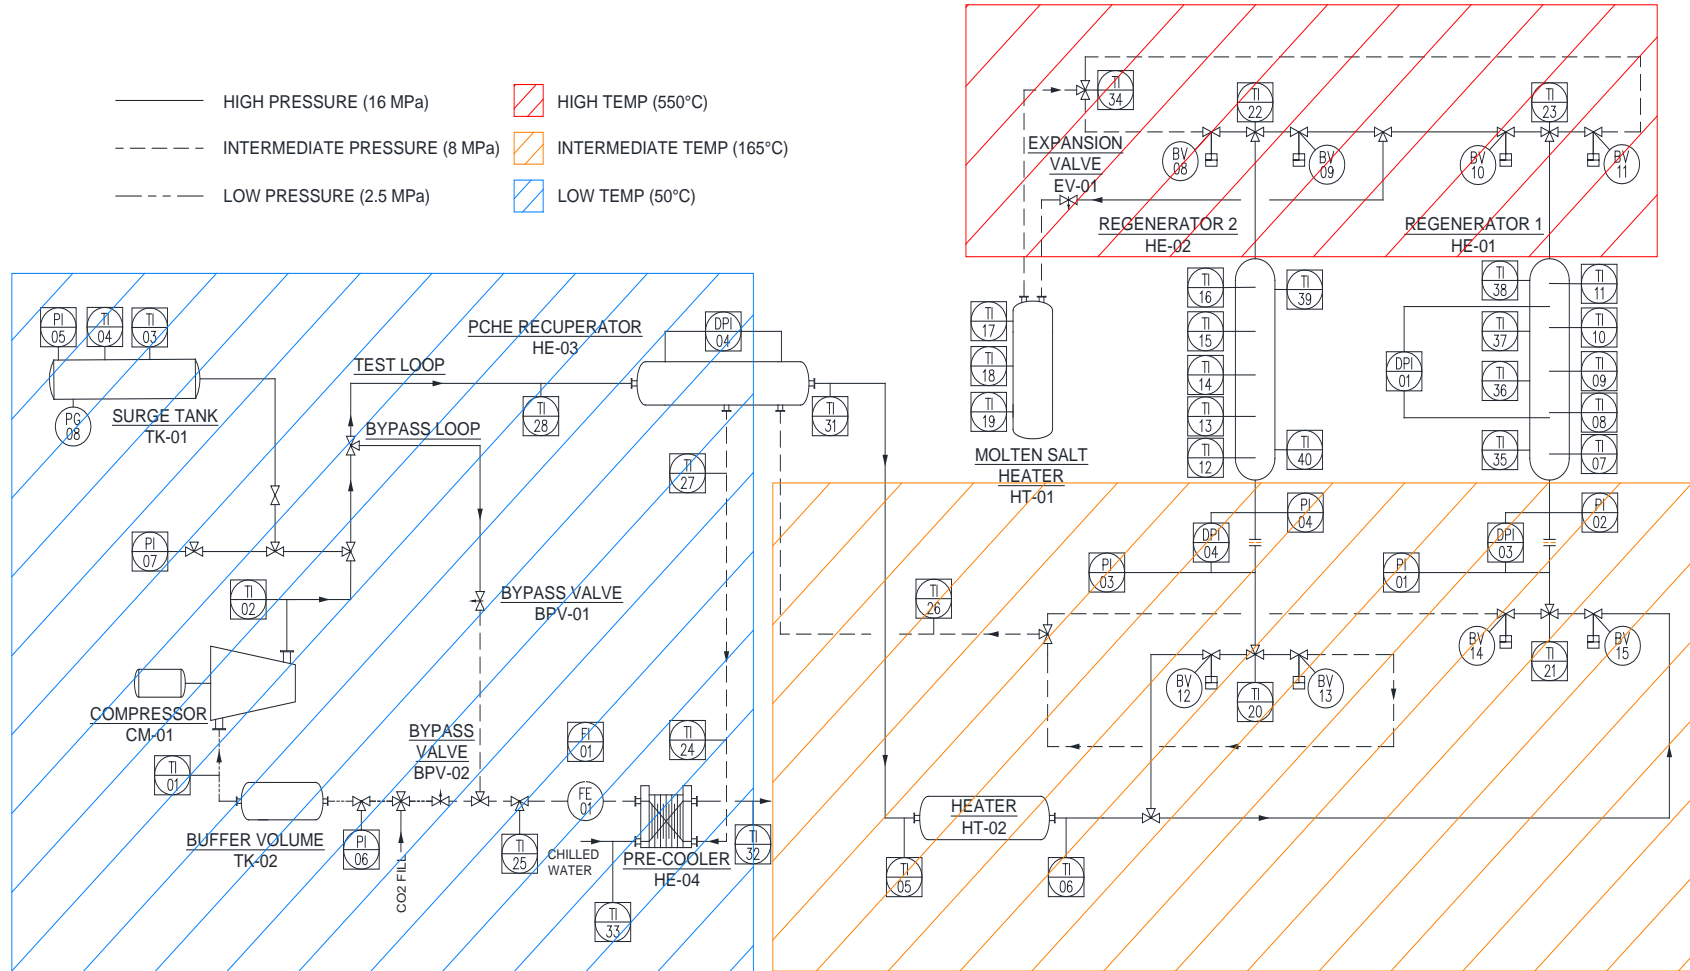 HIGH PRESSURE (16 MPa)
INTERMEDIATE PRESSURE (8 MPa)
LOW PRESSURE (2.5 MPa)
HIGH TEMP (550°C)
INTERMEDIATE TEMP (165°C)
LOW TEMP (50°C)
TI
34
TI
22
TI
23
EXPANSION
VALVE
EV-01
BV
08
BV
09
BV
10
BV
11
REGENERATOR 2
HE-02
REGENERATOR 1
HE-01
PI
05
TI
04
TI
03
PG
08
SURGE TANK
TK-01
PCHE RECUPERATOR
HE-03
DPI
04
TEST LOOP
BYPASS LOOP
TI
28
TI
31
TI
27
PI
07
TI
02
BYPASS VALVE
BPV-01
COMPRESSOR
CM-01
TI
01
BUFFER VOLUME
TK-02
BYPASS
VALVE
BPV-02
PI
06
CO2 FILL
FI
01
FE
01
TI
24
TI
25
CHILLED
WATER
PRE-COOLER
HE-04
TI
32
TI
33
TI
17
TI
18
TI
19
MOLTEN SALT
HEATER
HT-01
TI
16
TI
15
TI
14
TI
13
TI
12
TI
39
TI
40
DPI
01
TI
38
TI
37
TI
36
TI
35
TI
11
TI
10
TI
09
TI
08
TI
07
PI
04
DPI
04
PI
03
PI
02
DPI
03
PI
01
TI
26
BV
12
TI
20
BV
13
BV
14
TI
21
BV
15
HEATER
HT-02
TI
05
TI
06